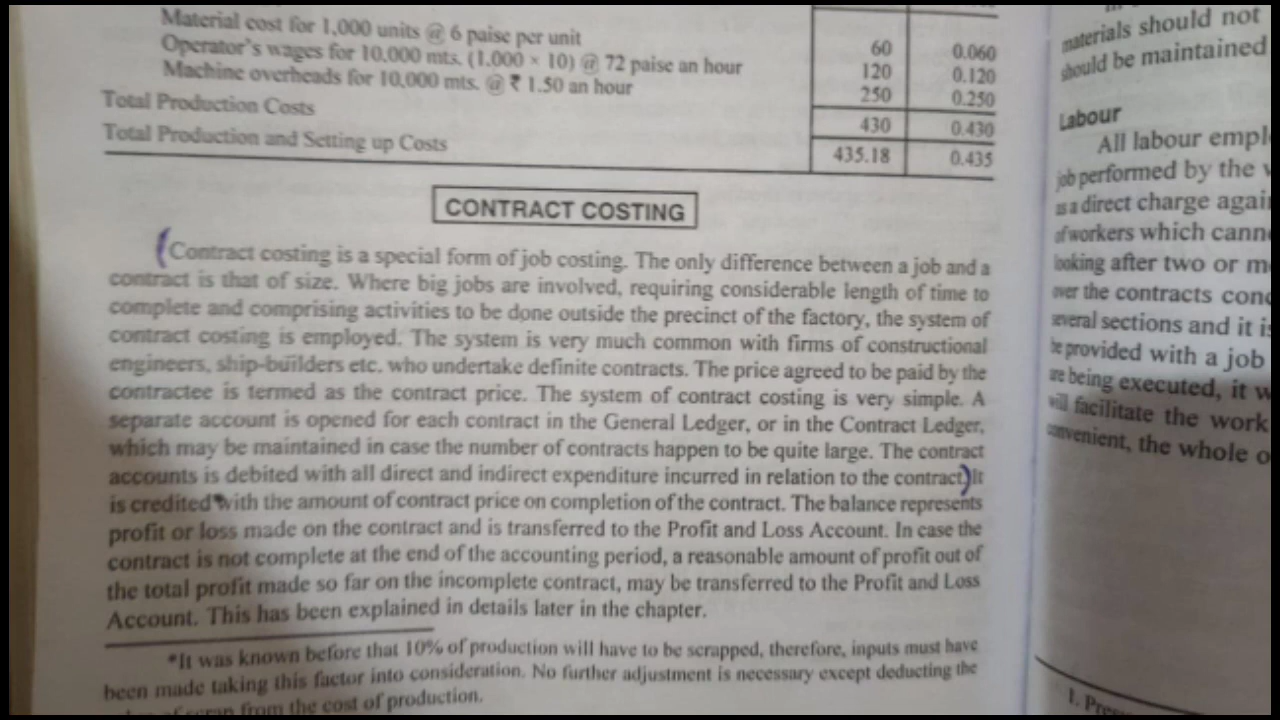 Material cost for 1,000 units @ 6 paise per unit 60 0.060
Operator's wages for 10,000 mts. (1,000 × 10) @ 72 paise an hour 120 0.120
Machine overheads for 10,000 mts. @ ₹ 1.50 an hour 250 0.250
Total Production Costs 430 0.430
Total Production and Setting up Costs 435.18 0.435
CONTRACT COSTING
Contract costing is a special form of job costing. The only difference between a job and a
contract is that of size. Where big jobs are involved, requiring considerable length of time to
complete and comprising activities to be done outside the precinct of the factory, the system of
contract costing is employed. The system is very much common with firms of constructional
engineers, ship-builders etc. who undertake definite contracts. The price agreed to be paid by the
contractee is termed as the contract price. The system of contract costing is very simple. A
separate account is opened for each contract in the General Ledger, or in the Contract Ledger,
which may be maintained in case the number of contracts happen to be quite large. The contract
accounts is debited with all direct and indirect expenditure incurred in relation to the contract. It
is credited with the amount of contract price on completion of the contract. The balance represents
profit or loss made on the contract and is transferred to the Profit and Loss Account. In case the
contract is not complete at the end of the accounting period, a reasonable amount of profit out of
the total profit made so far on the incomplete contract, may be transferred to the Profit and Loss
Account. This has been explained in details later in the chapter.
*It was known before that 10% of production will have to be scrapped, therefore, inputs must have
been made taking this factor into consideration. No further adjustment is necessary except deducting the
scrap from the cost of production.
materials should not
should be maintained
Labour
All labour empl
job performed by the
as a direct charge agai
of workers which cann
looking after two or m
over the contracts conc
several sections and it is
be provided with a job
are being executed, it w
will facilitate the work
convenient, the whole o
1. Pre